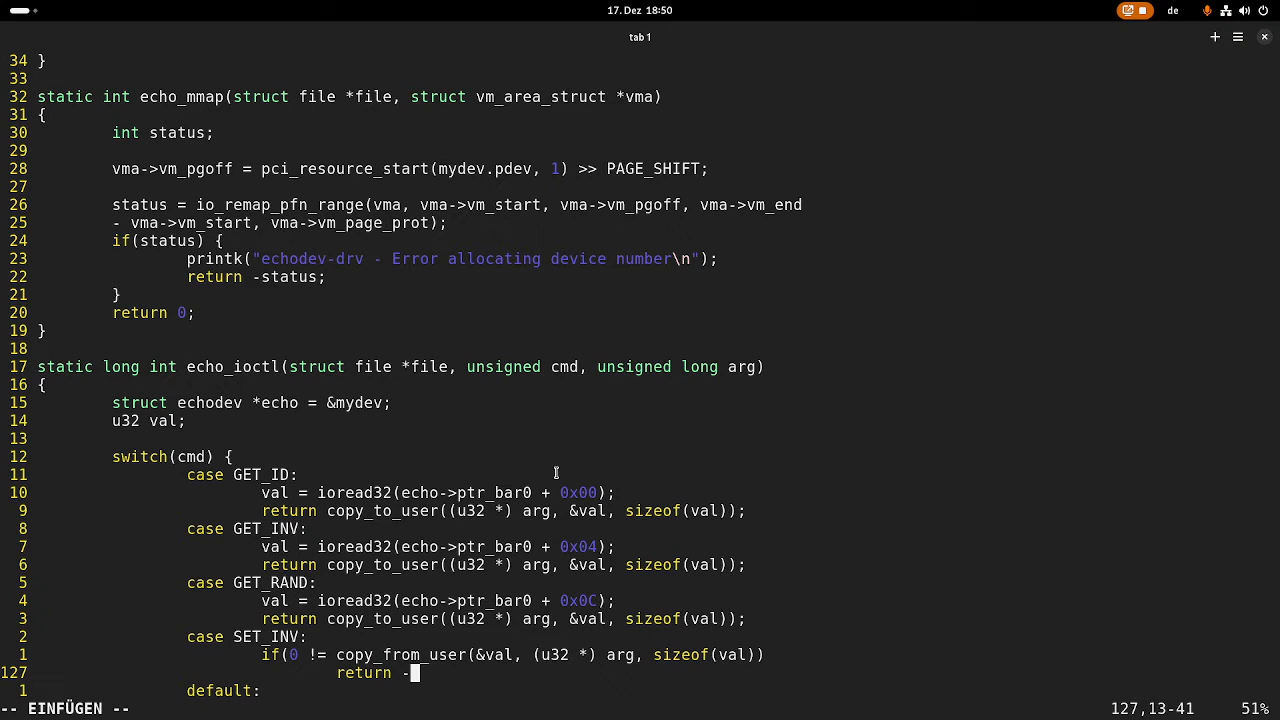 17. Dez 18:50
de
tab 1
34 }
33
32 static int echo_mmap(struct file *file, struct vm_area_struct *vma)
31 {
30 int status;
29
28 vma->vm_pgoff = pci_resource_start(mydev.pdev, 1) >> PAGE_SHIFT;
27
26 status = io_remap_pfn_range(vma, vma->vm_start, vma->vm_pgoff, vma->vm_end
25 - vma->vm_start, vma->vm_page_prot);
24 if(status) {
23 printk("echodev-drv - Error allocating device number\n");
22 return -status;
21 }
20 return 0;
19 }
18
17 static long int echo_ioctl(struct file *file, unsigned cmd, unsigned long arg)
16 {
15 struct echodev *echo = &mydev;
14 u32 val;
13
12 switch(cmd) {
11 case GET_ID:
10 val = ioread32(echo->ptr_bar0 + 0x00);
9 return copy_to_user((u32 *) arg, &val, sizeof(val));
8 case GET_INV:
7 val = ioread32(echo->ptr_bar0 + 0x04);
6 return copy_to_user((u32 *) arg, &val, sizeof(val));
5 case GET_RAND:
4 val = ioread32(echo->ptr_bar0 + 0x0C);
3 return copy_to_user((u32 *) arg, &val, sizeof(val));
2 case SET_INV:
1 if(0 != copy_from_user(&val, (u32 *) arg, sizeof(val))
127 return -
1 default:
-- EINFÜGEN -- 127,13-41 51%